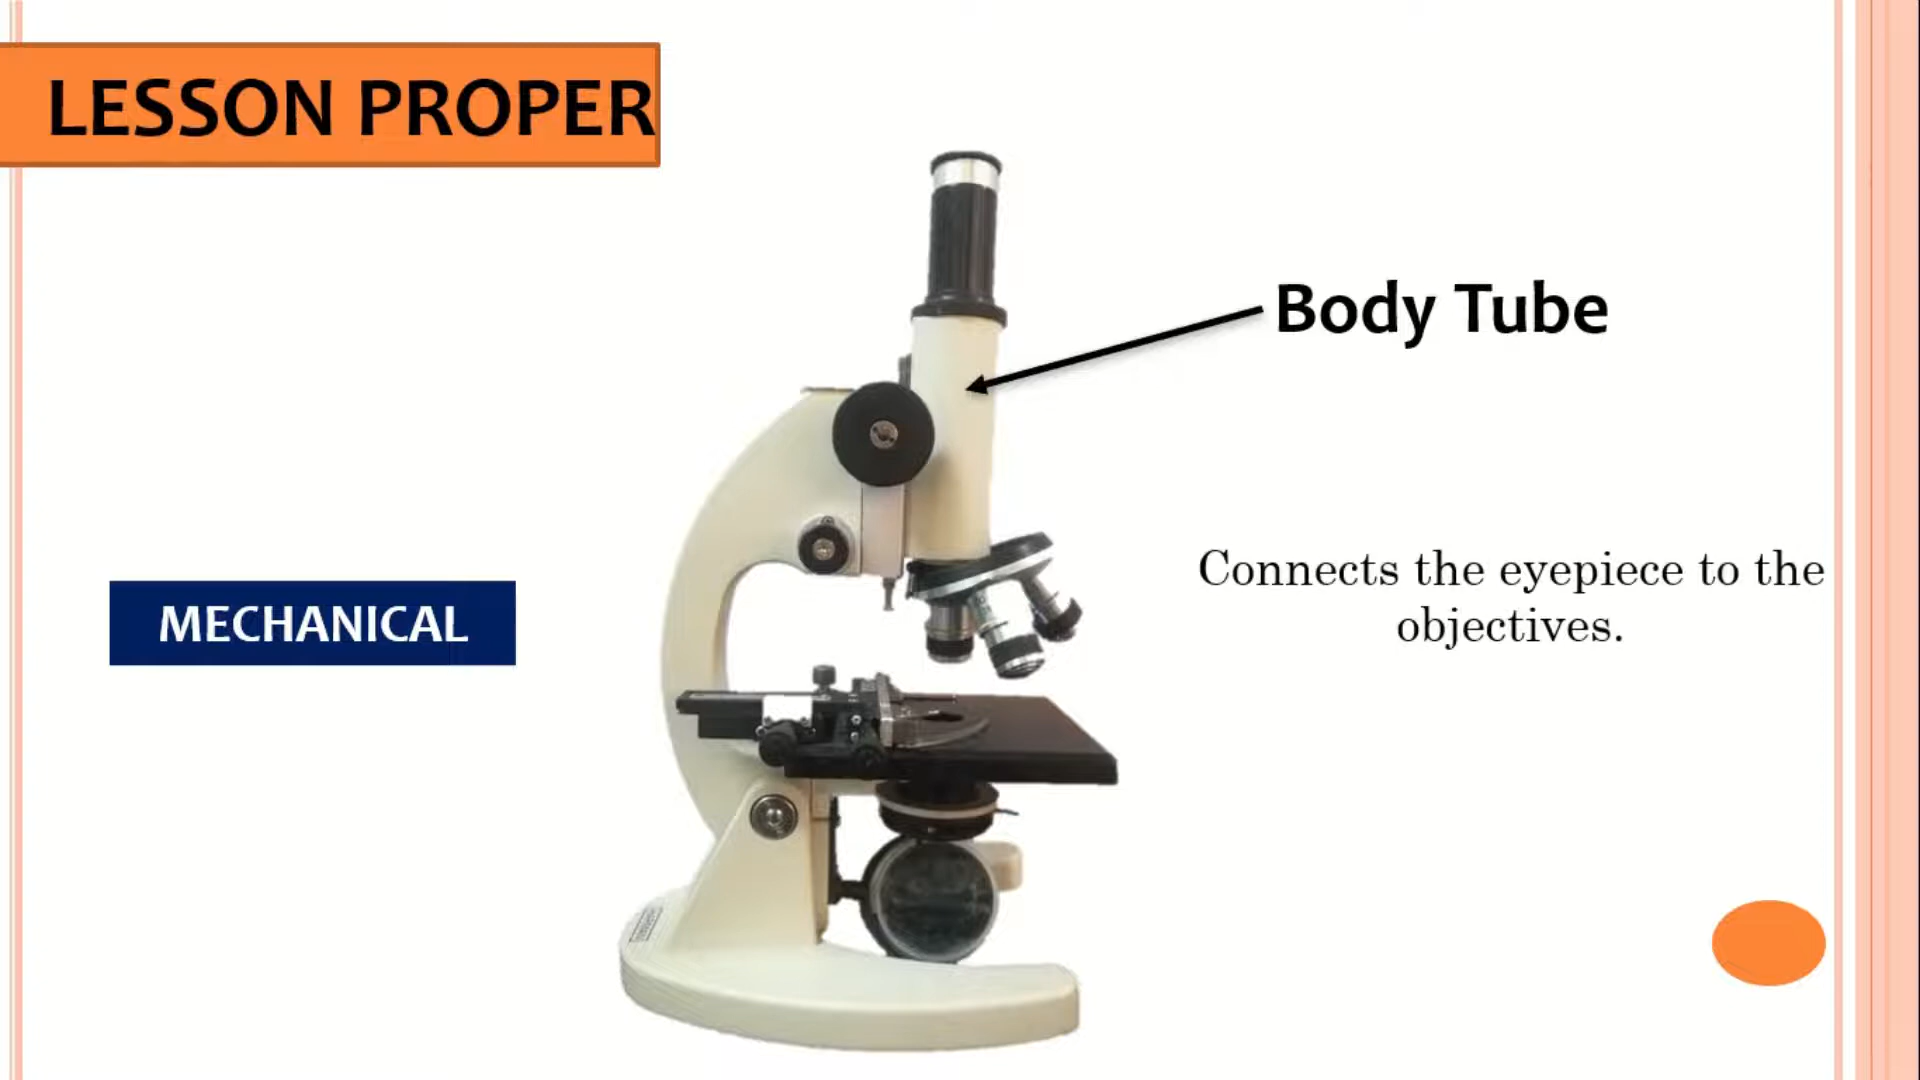 LESSON PROPER
Body Tube
Connects the eyepiece to the
objectives.
MECHANICAL